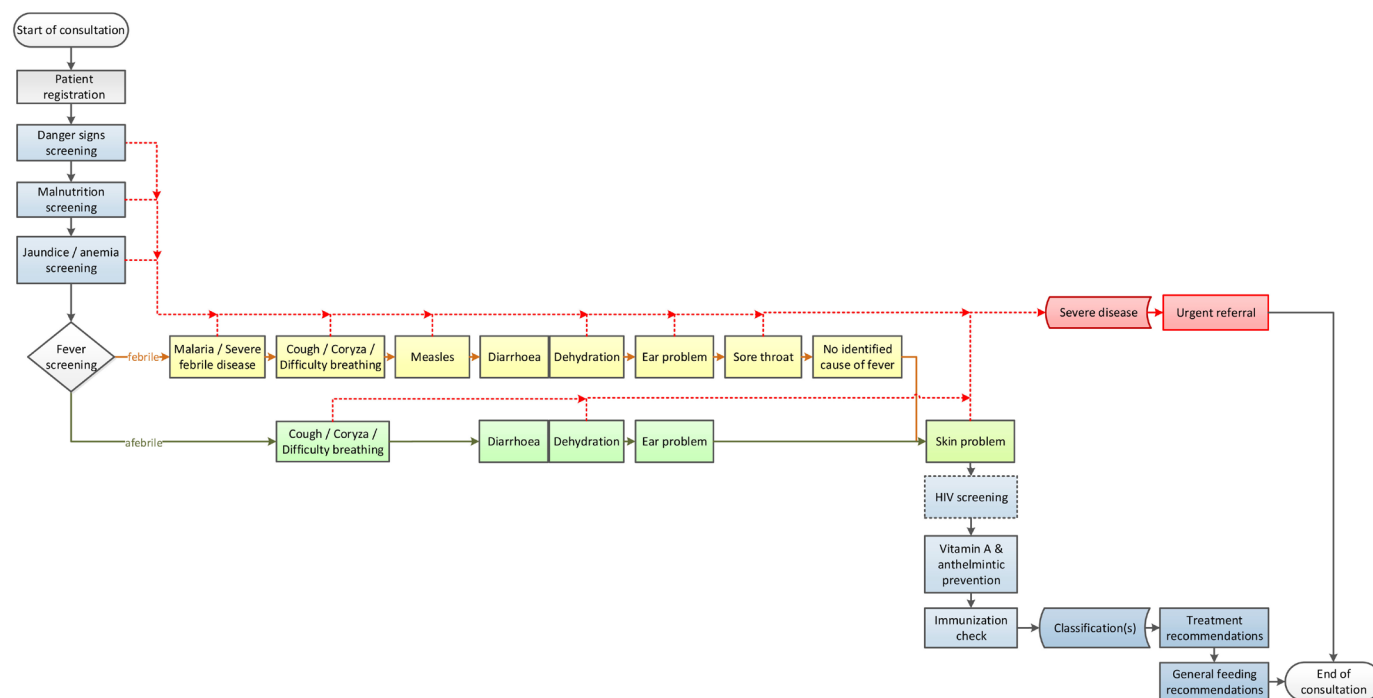 Start of consultation
Patient
registration
Danger signs
screening
Malnutrition
screening
Jaundice / anemia
screening
Fever
screening
febrile
Malaria / Severe
febrile disease
Cough / Coryza /
Difficulty breathing
Measles
Diarrhoea
Dehydration
Ear problem
Sore throat
No identified
cause of fever
Severe disease
Urgent referral
afebrile
Cough / Coryza /
Difficulty breathing
Diarrhoea
Dehydration
Ear problem
Skin problem
HIV screening
Vitamin A &
anthelmintic
prevention
Immunization
check
Classification(s)
Treatment
recommendations
General feeding
recommendations
End of
consultation